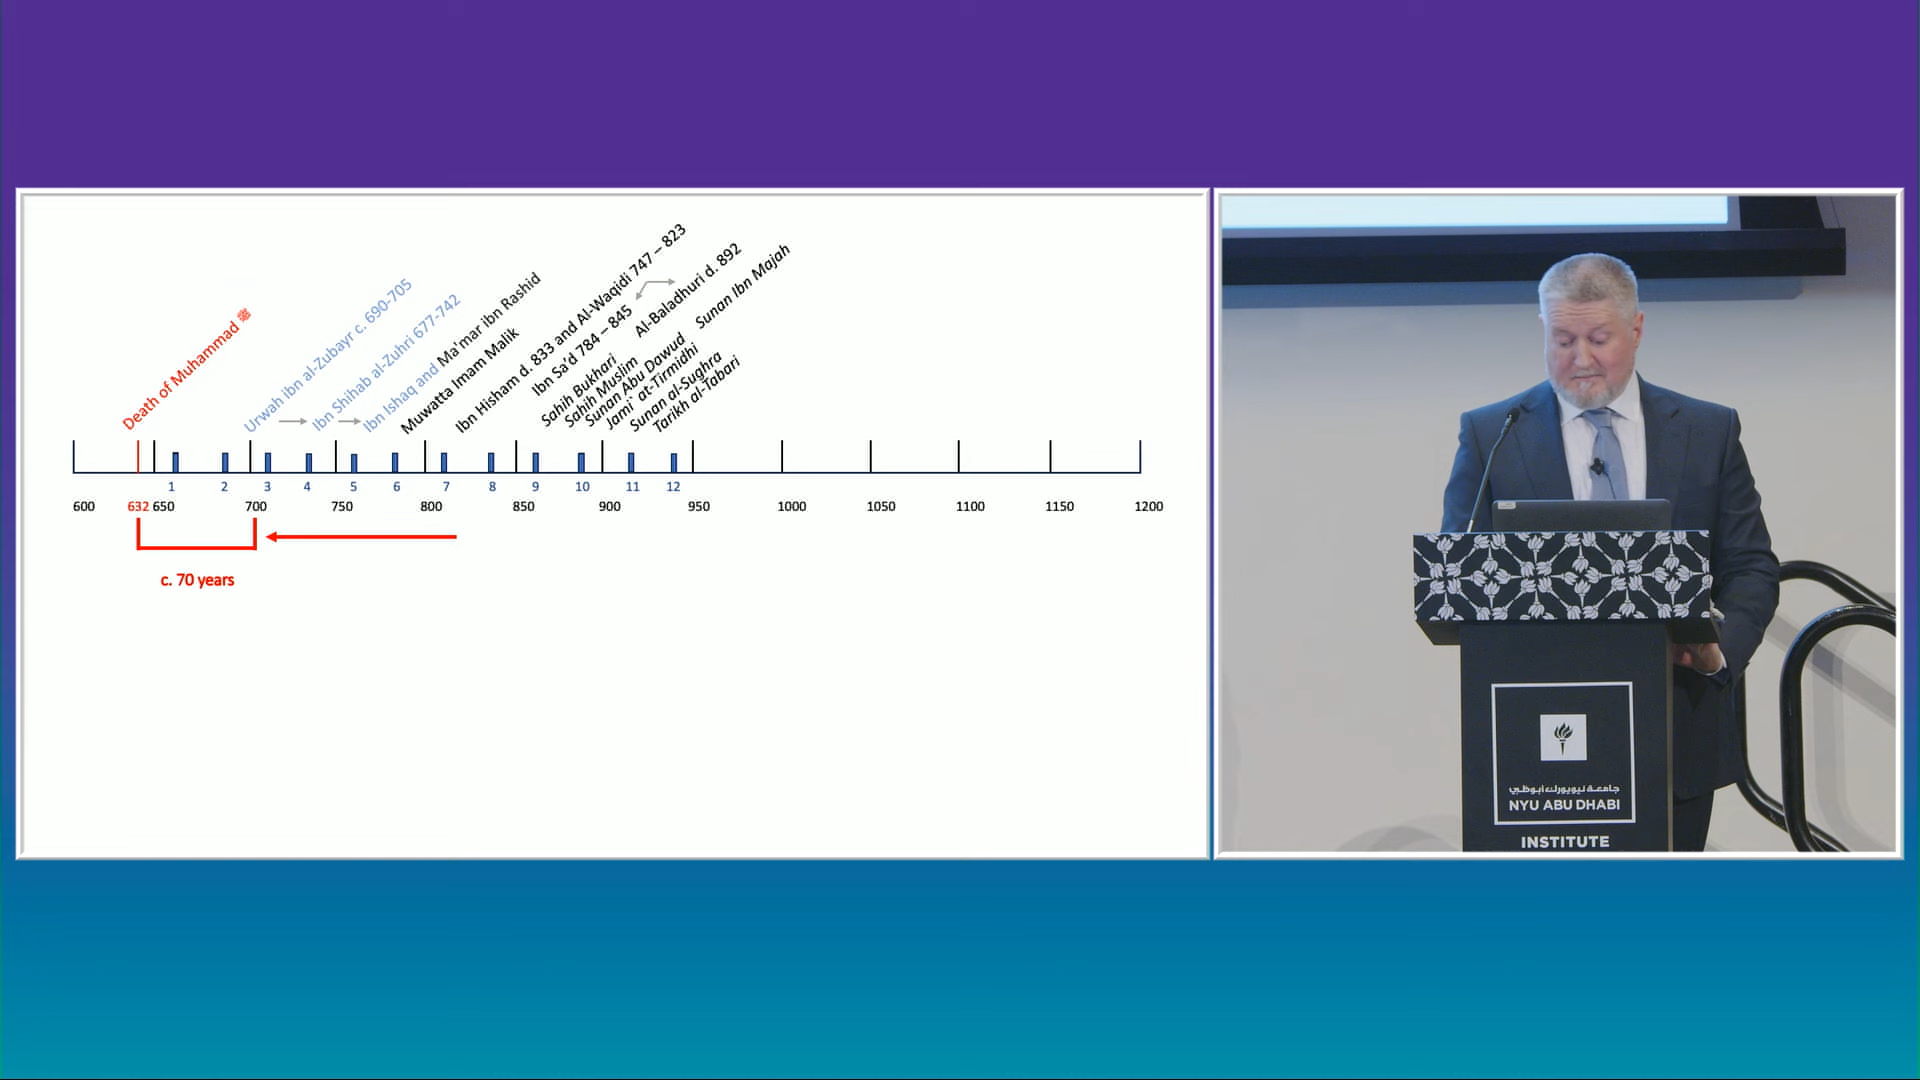 Death of Muhammad ﷺ
Urwah ibn al-Zubayr c. 690-705
Ibn Shihab al-Zuhri 677-742
Ibn Ishaq and Ma'mar ibn Rashid
Muwatta Imam Malik
Ibn Hisham d. 833 and Al-Waqidi 747 – 823
Ibn Sa'd 784 – 845
Al-Baladhuri d. 892
Sahih Bukhari
Sahih Muslim
Sunan Abu Dawud
Sunan Ibn Majah
Jami` at-Tirmidhi
Sunan al-Sughra
Tarikh al-Tabari
1 2 3 4 5 6 7 8 9 10 11 12
600 632 650 700 750 800 850 900 950 1000 1050 1100 1150 1200
c. 70 years
جامعة نيويورك أبوظبي
NYU ABU DHABI
INSTITUTE